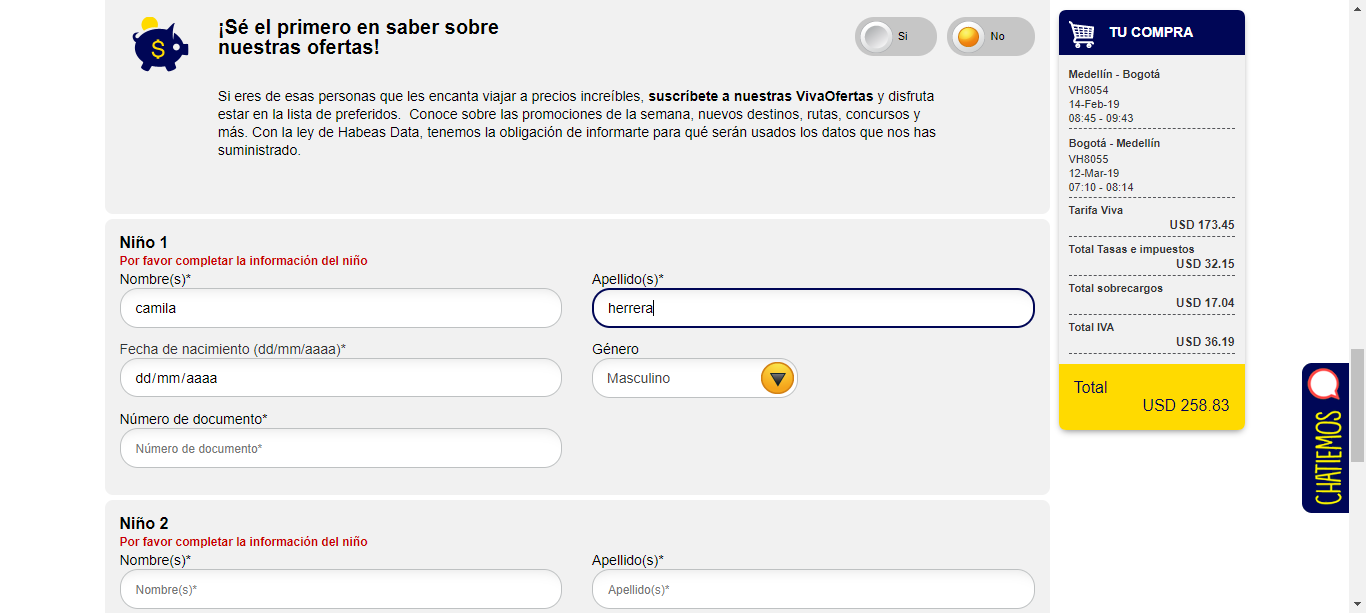 ¡Sé el primero en saber sobre
nuestras ofertas!
Si
No
Si eres de esas personas que les encanta viajar a precios increíbles, suscríbete a nuestras VivaOfertas y disfruta
estar en la lista de preferidos. Conoce sobre las promociones de la semana, nuevos destinos, rutas, concursos y
más. Con la ley de Habeas Data, tenemos la obligación de informarte para qué serán usados los datos que nos has
suministrado.
Niño 1
Por favor completar la información del niño
Nombre(s)*
Apellido(s)*
camila
herrera
Fecha de nacimiento (dd/mm/aaaa)*
Género
dd/mm/aaaa
Masculino
Número de documento*
Número de documento*
Niño 2
Por favor completar la información del niño
Nombre(s)*
Apellido(s)*
Nombre(s)*
Apellido(s)*
TU COMPRA
Medellín - Bogotá
VH8054
14-Feb-19
08:45 - 09:43
Bogotá - Medellín
VH8055
12-Mar-19
07:10 - 08:14
Tarifa Viva
USD 173.45
Total Tasas e impuestos
USD 32.15
Total sobrecargos
USD 17.04
Total IVA
USD 36.19
Total
USD 258.83
CHATIEMOS